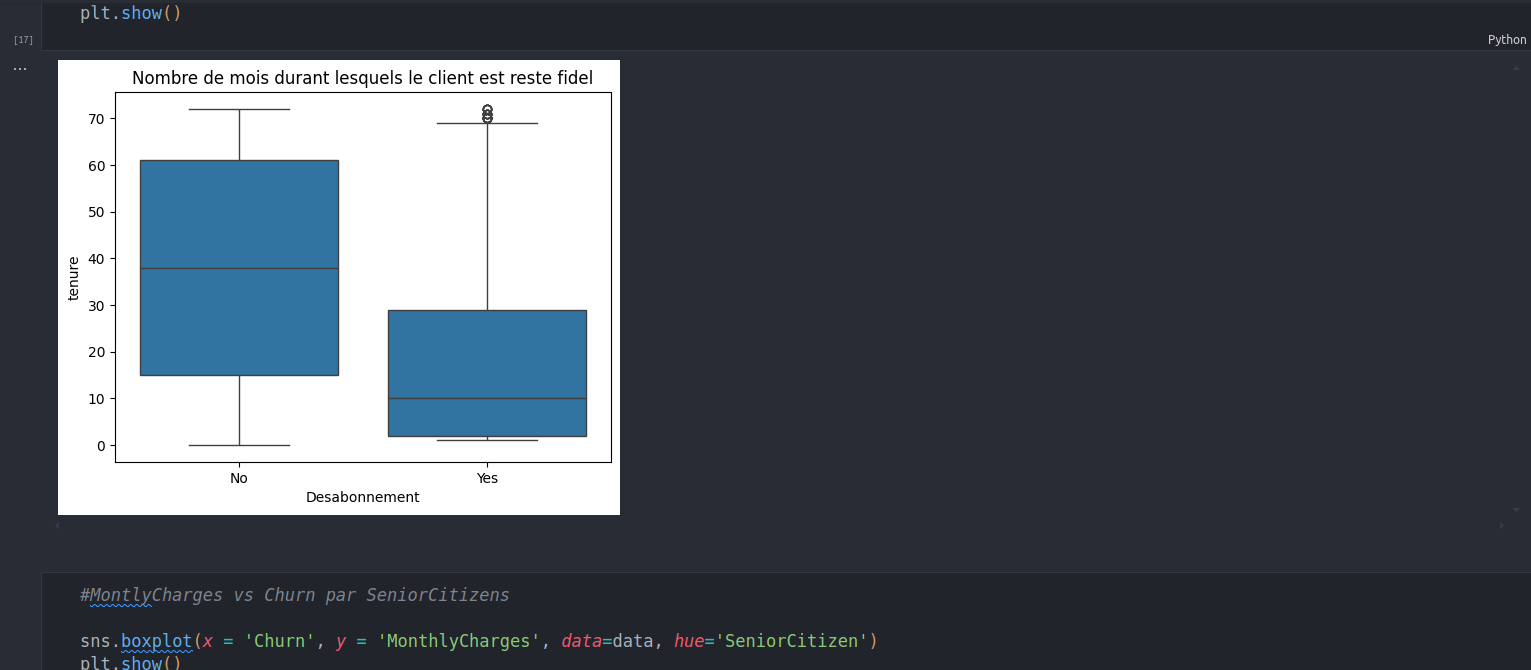 plt.show()
[17]
Python
...
Nombre de mois durant lesquels le client est reste fidel
70
60
50
40
30
20
10
0
tenure
No Yes
Desabonnement
#MontlyCharges vs Churn par SeniorCitizens
sns.boxplot(x = 'Churn', y = 'MonthlyCharges', data=data, hue='SeniorCitizen')
plt.show()